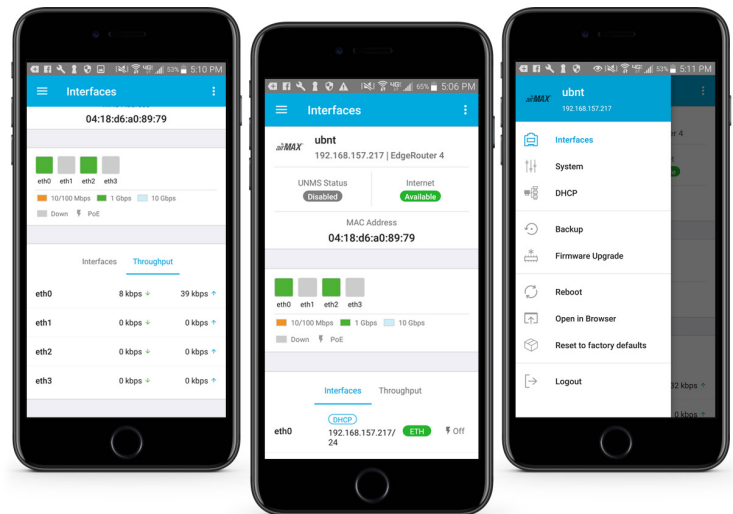 53% 5:10 PM
Interfaces
04:18:d6:a0:89:79
eth0 eth1 eth2 eth3
10/100 Mbps 1 Gbps 10 Gbps
Down PoE
Interfaces Throughput
eth0 8 kbps 39 kbps
eth1 0 kbps 0 kbps
eth2 0 kbps 0 kbps
eth3 0 kbps 0 kbps
65% 5:06 PM
Interfaces
airMAX ubnt
192.168.157.217 | EdgeRouter 4
UNMS Status Internet
Disabled Available
MAC Address
04:18:d6:a0:89:79
eth0 eth1 eth2 eth3
10/100 Mbps 1 Gbps 10 Gbps
Down PoE
Interfaces Throughput
DHCP
eth0 192.168.157.217/ ETH Off
24
53% 5:11 PM
airMAX ubnt
192.168.157.217
Interfaces
System
DHCP
Backup
Firmware Upgrade
Reboot
Open in Browser
Reset to factory defaults
Logout
er 4
32 kbps
0 kbps